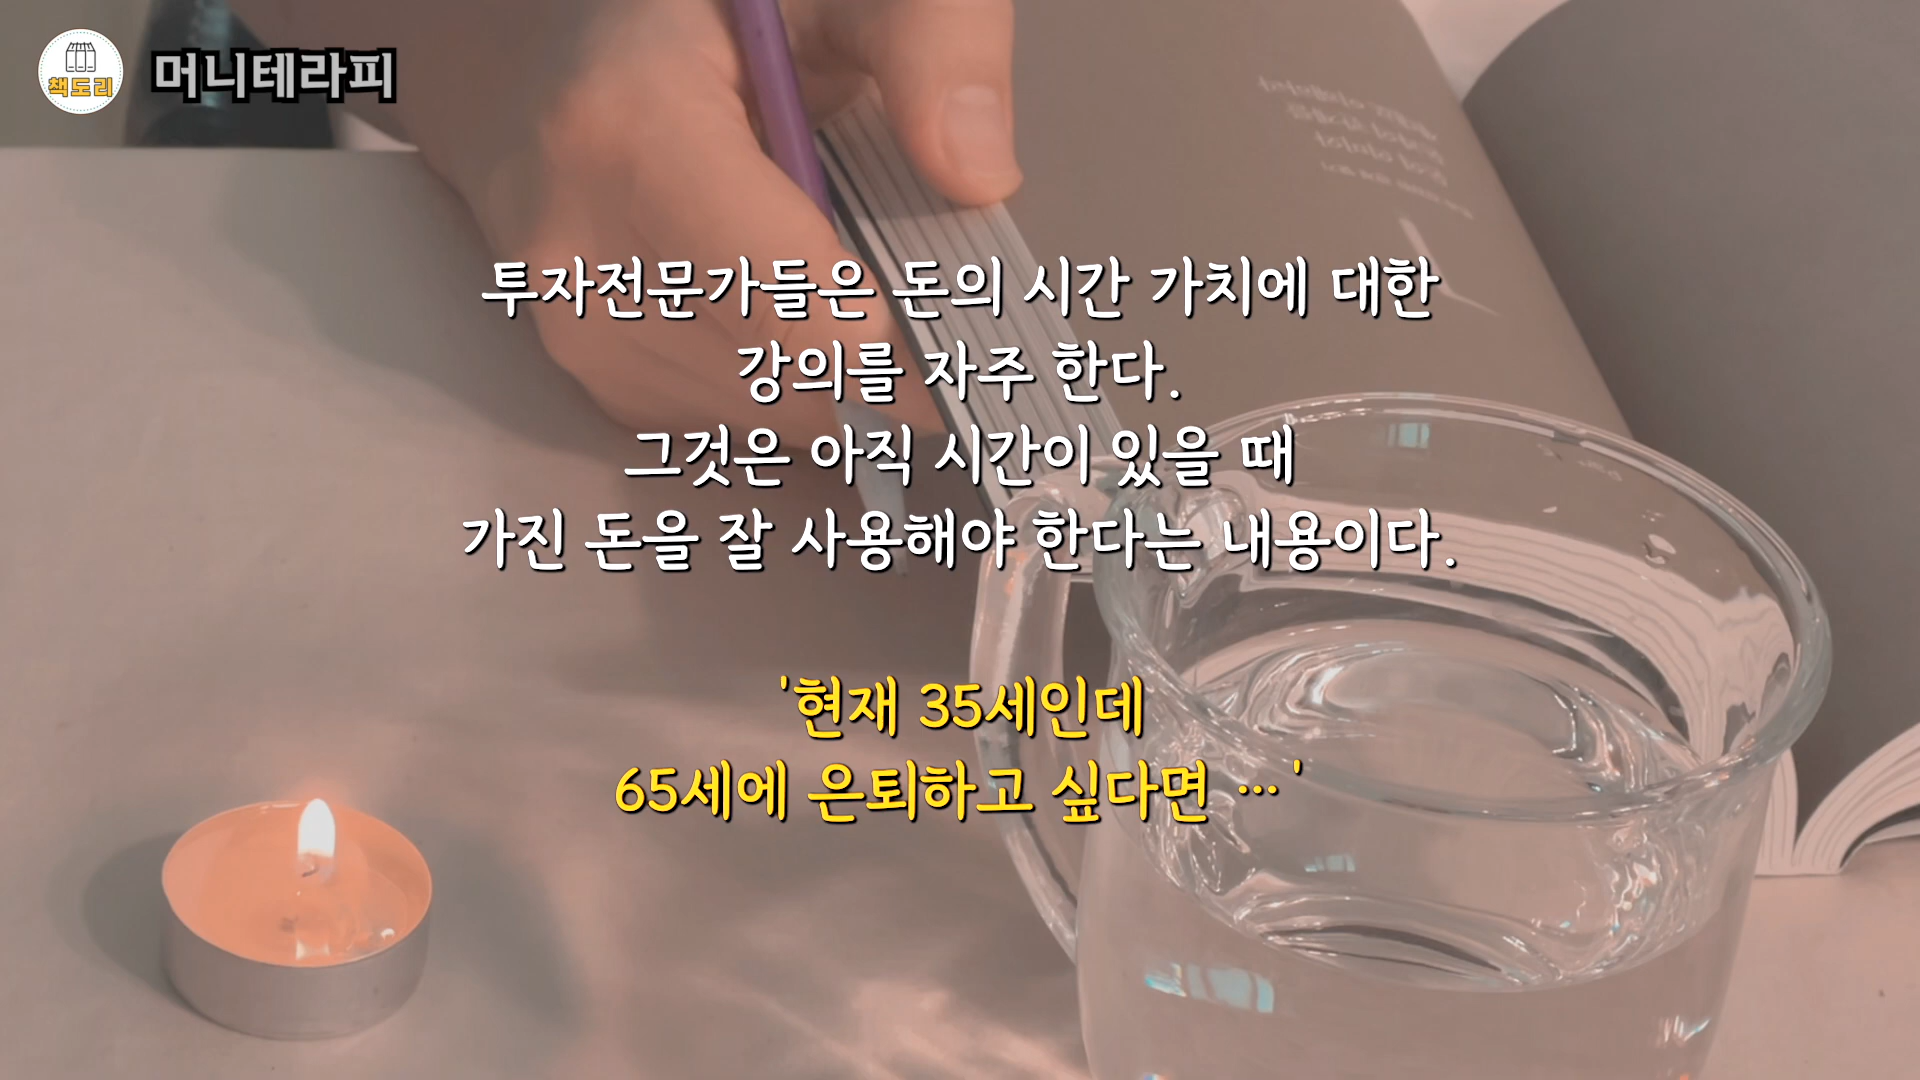 책도리
머니테라피
투자전문가들은 돈의 시간 가치에 대한
강의를 자주 한다.
그것은 아직 시간이 있을 때
가진 돈을 잘 사용해야 한다는 내용이다.
'현재 35세인데
65세에 은퇴하고 싶다면 …'